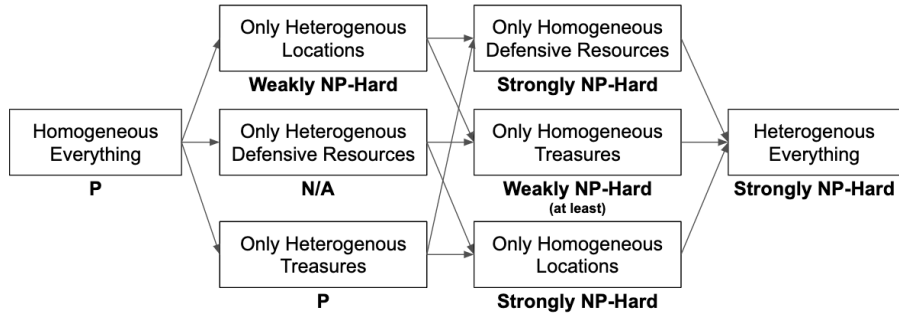 Homogeneous
Everything
P
Only Heterogenous
Locations
Weakly NP-Hard
Only Heterogenous
Defensive Resources
N/A
Only Heterogenous
Treasures
P
Only Homogeneous
Defensive Resources
Strongly NP-Hard
Only Homogeneous
Treasures
Weakly NP-Hard
(at least)
Only Homogeneous
Locations
Strongly NP-Hard
Heterogenous
Everything
Strongly NP-Hard